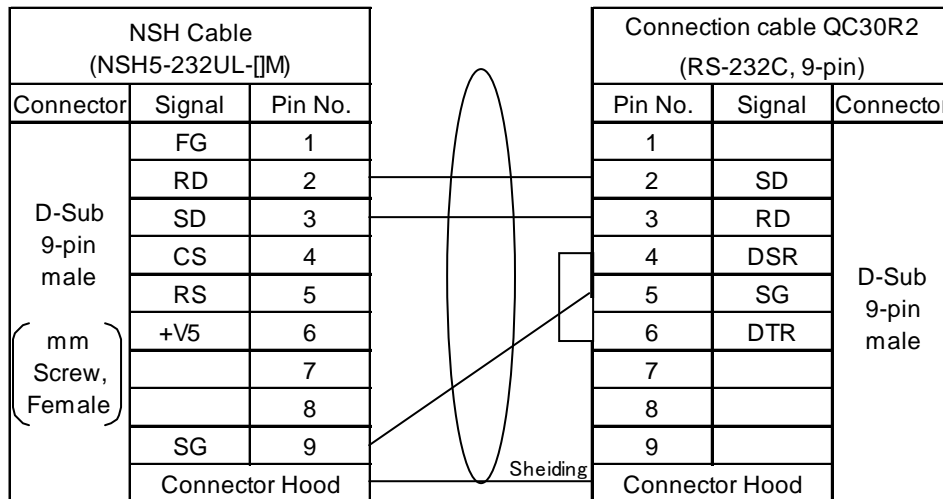 NSH Cable
(NSH5-232UL-[]M)
Connector Signal Pin No.
D-Sub
9-pin
male
mm
Screw,
Female
FG 1
RD 2
SD 3
CS 4
RS 5
+V5 6
7
8
SG 9
Connector Hood
Sheiding
Connection cable QC30R2
(RS-232C, 9-pin)
Pin No. Signal Connector
1
2 SD
3 RD
4 DSR
5 SG
6 DTR
7
8
9
Connector Hood
D-Sub
9-pin
male